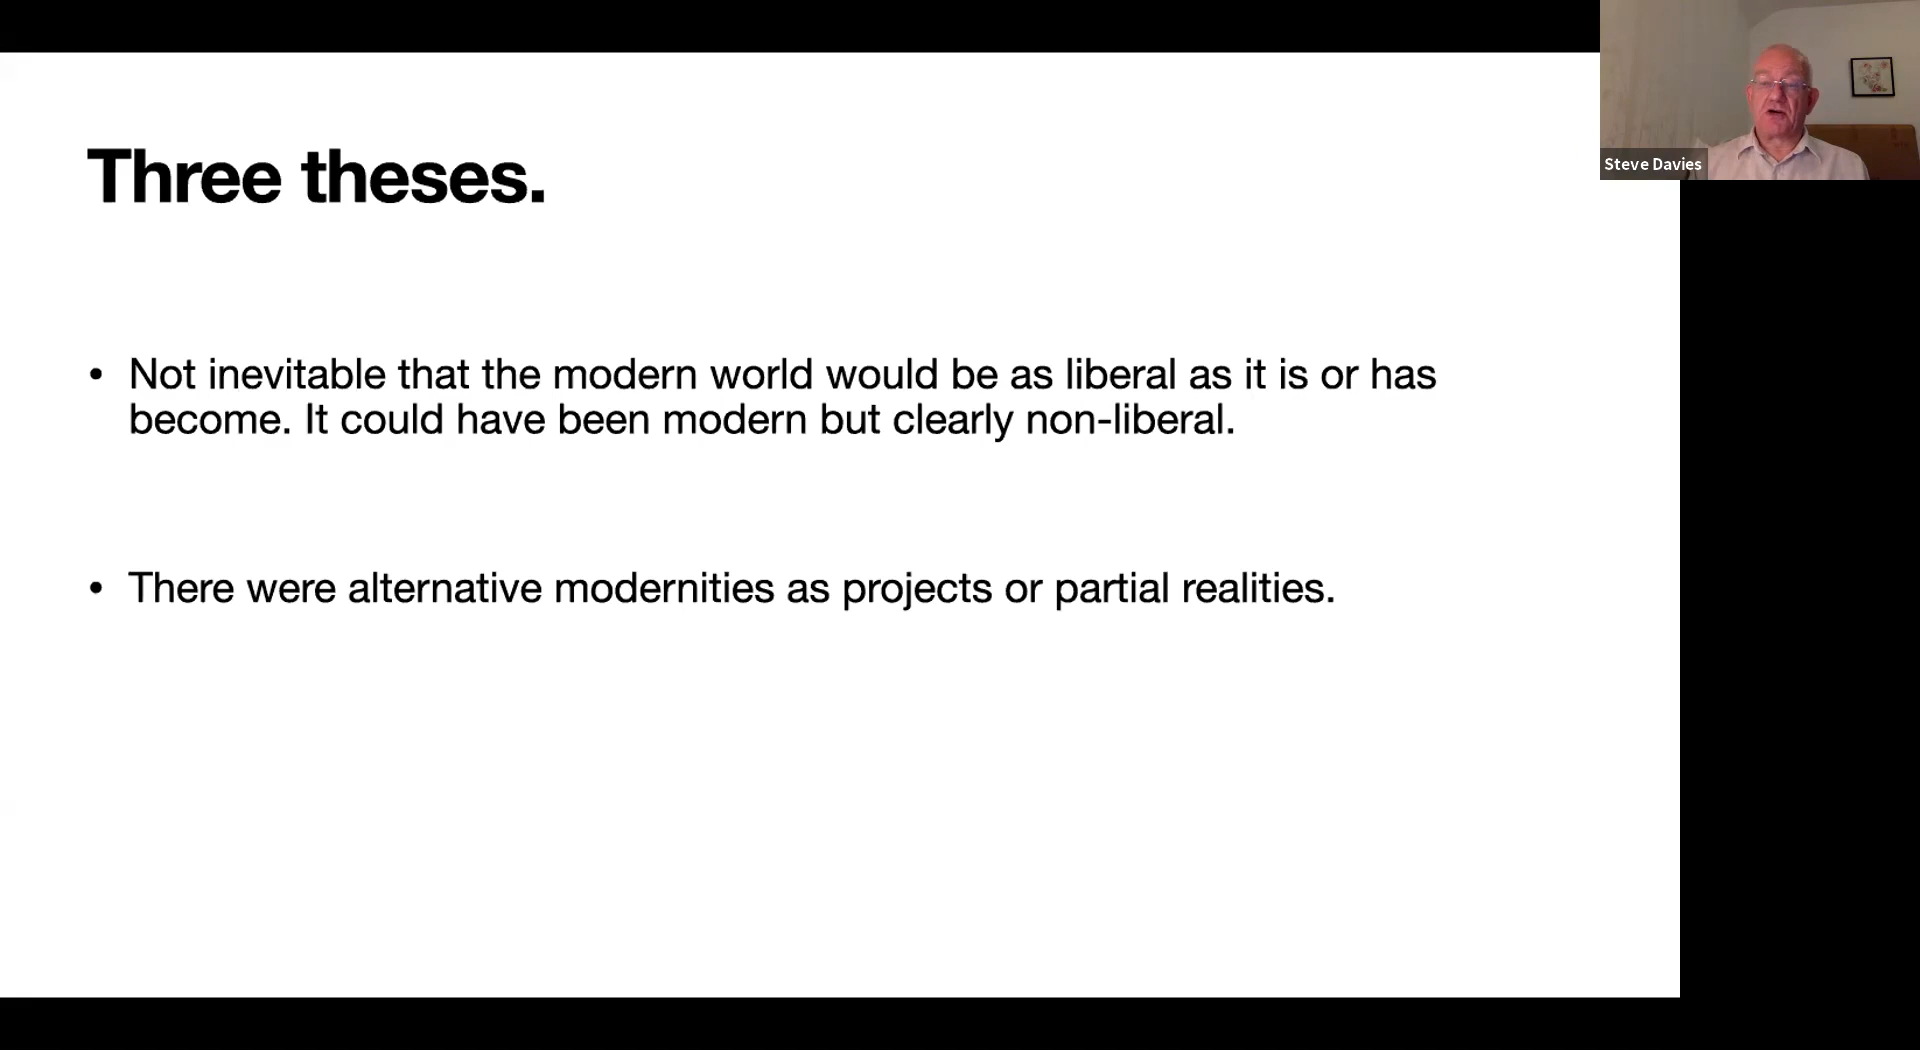 Three theses.
• Not inevitable that the modern world would be as liberal as it is or has
become. It could have been modern but clearly non-liberal.
• There were alternative modernities as projects or partial realities.
Steve Davies